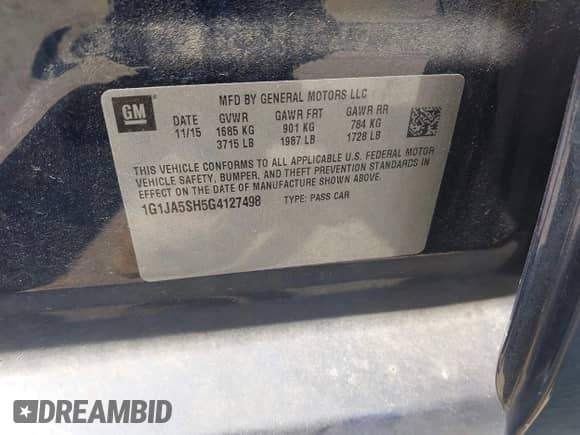 GM
MFD BY GENERAL MOTORS LLC
DATE GVWR GAWR FRT GAWR RR
11/15 1685 KG 901 KG 784 KG
3715 LB 1987 LB 1728 LB
THIS VEHICLE CONFORMS TO ALL APPLICABLE U.S. FEDERAL MOTOR
VEHICLE SAFETY, BUMPER, AND THEFT PREVENTION STANDARDS IN
EFFECT ON THE DATE OF MANUFACTURE SHOWN ABOVE.
1G1JA5SH5G4127498 TYPE: PASS CAR
DREAMBID